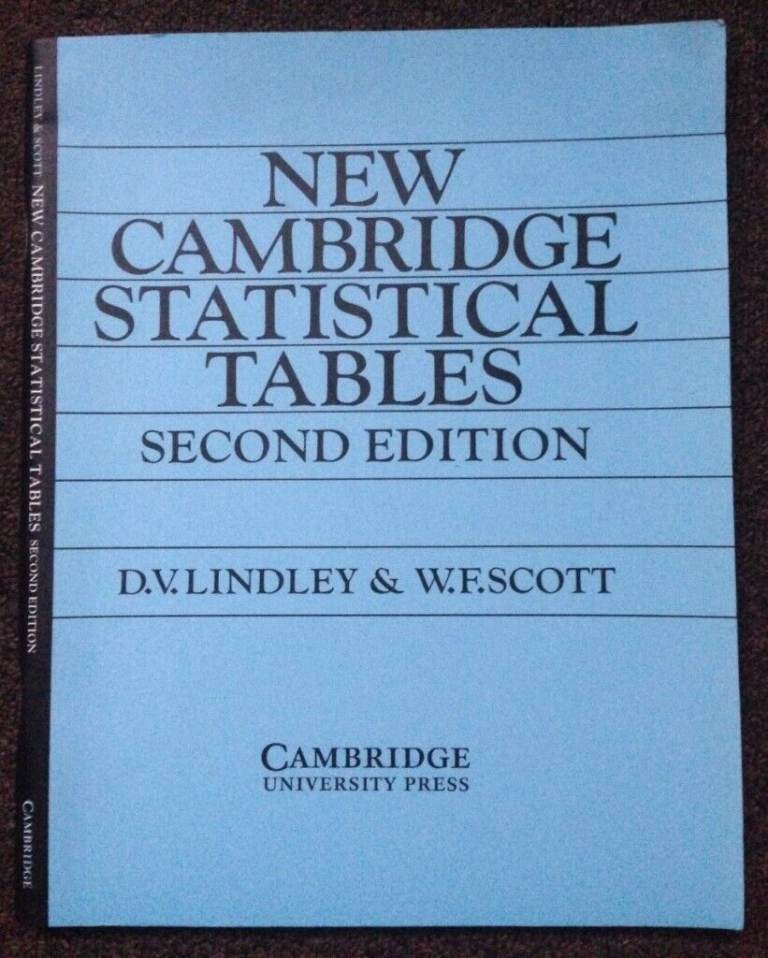 LINDLEY & SCOTT NEW CAMBRIDGE STATISTICAL TABLES SECOND EDITION
CAMBRIDGE
NEW
CAMBRIDGE
STATISTICAL
TABLES
SECOND EDITION
D.V.LINDLEY & W.F.SCOTT
CAMBRIDGE
UNIVERSITY PRESS